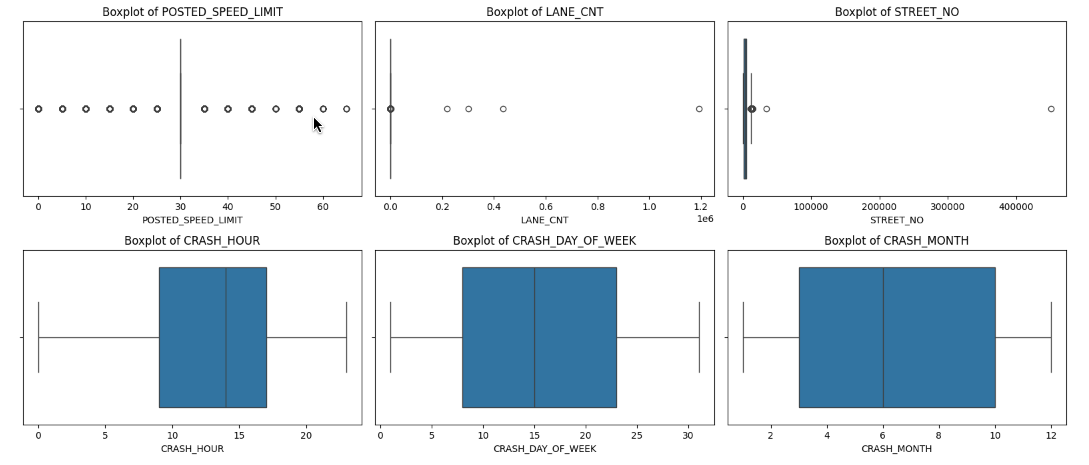 Boxplot of POSTED_SPEED_LIMIT
0 10 20 30 40 50 60
POSTED_SPEED_LIMIT
Boxplot of LANE_CNT
0.0 0.2 0.4 0.6 0.8 1.0 1.2
1e6
LANE_CNT
Boxplot of STREET_NO
0 100000 200000 300000 400000
STREET_NO
Boxplot of CRASH_HOUR
0 5 10 15 20
CRASH_HOUR
Boxplot of CRASH_DAY_OF_WEEK
0 5 10 15 20 25 30
CRASH_DAY_OF_WEEK
Boxplot of CRASH_MONTH
2 4 6 8 10 12
CRASH_MONTH